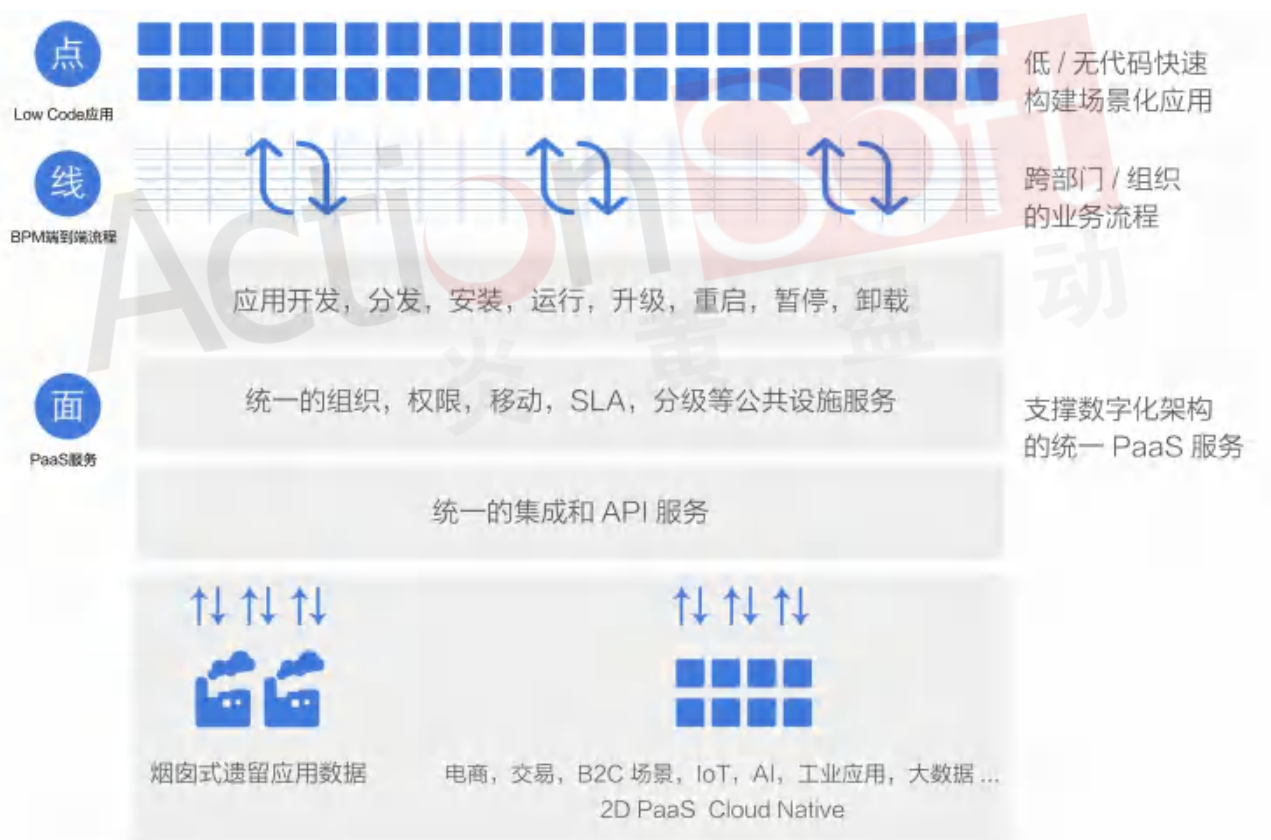 点
Low Code应用
低 / 无代码快速
构建场景化应用
线
BPM端到端流程
跨部门 / 组织
的业务流程
应用开发，分发，安装，运行，升级，重启，暂停，卸载
面
PaaS服务
统一的组织，权限，移动，SLA，分级等公共设施服务
支撑数字化架构
的统一 PaaS 服务
统一的集成和 API 服务
烟囱式遗留应用数据
电商，交易，B2C 场景，IoT，AI，工业应用，大数据 ...
2D PaaS Cloud Native
ActionSoft
炎黄盈动